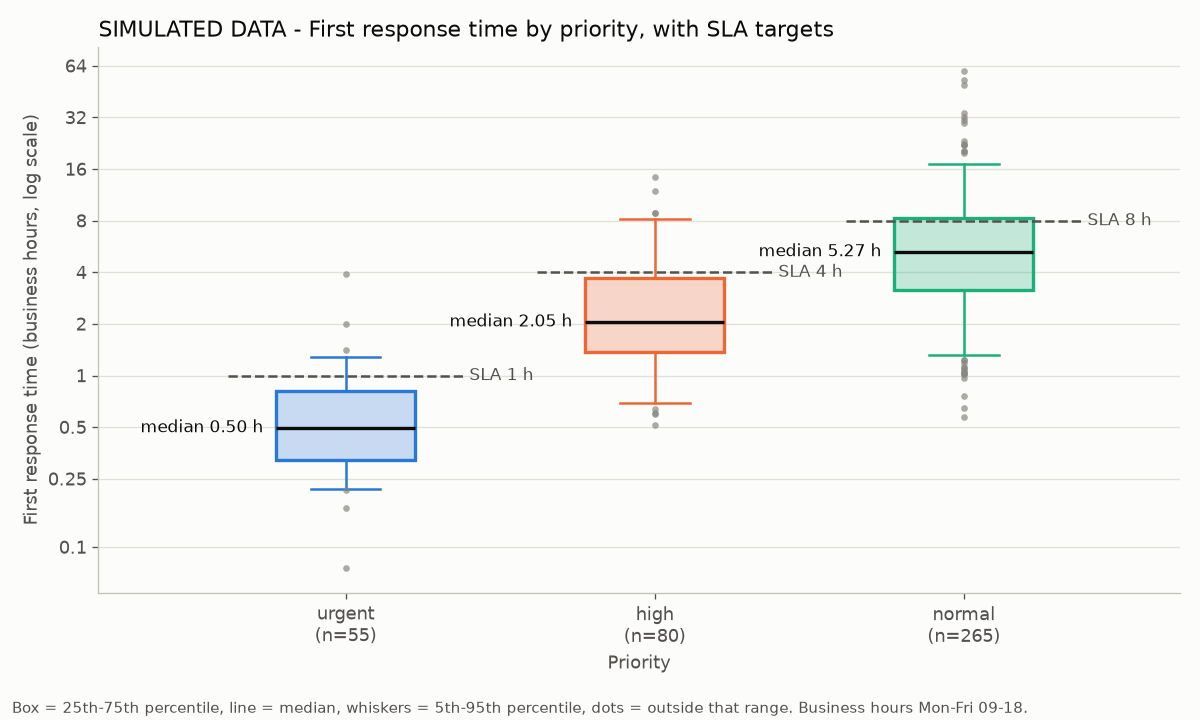 SIMULATED DATA - First response time by priority, with SLA targets
First response time (business hours, log scale)
64
32
16
8
4
2
1
0.5
0.25
0.1
SLA 8 h
median 5.27 h
SLA 4 h
median 2.05 h
SLA 1 h
median 0.50 h
urgent
(n=55)
high
(n=80)
normal
(n=265)
Priority
Box = 25th-75th percentile, line = median, whiskers = 5th-95th percentile, dots = outside that range. Business hours Mon-Fri 09-18.